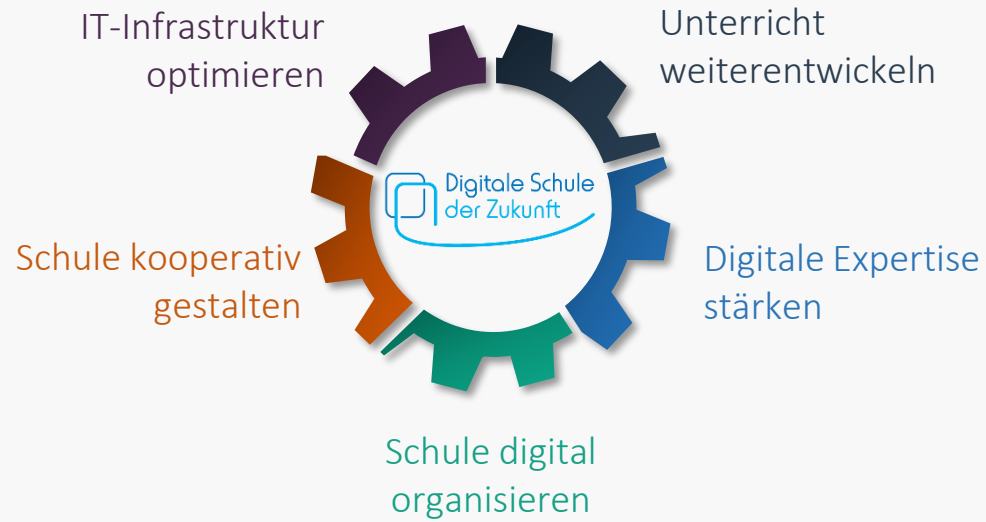 IT-Infrastruktur
optimieren
Unterricht
weiterentwickeln
Digitale Schule
der Zukunft
Schule kooperativ
gestalten
Digitale Expertise
stärken
Schule digital
organisieren